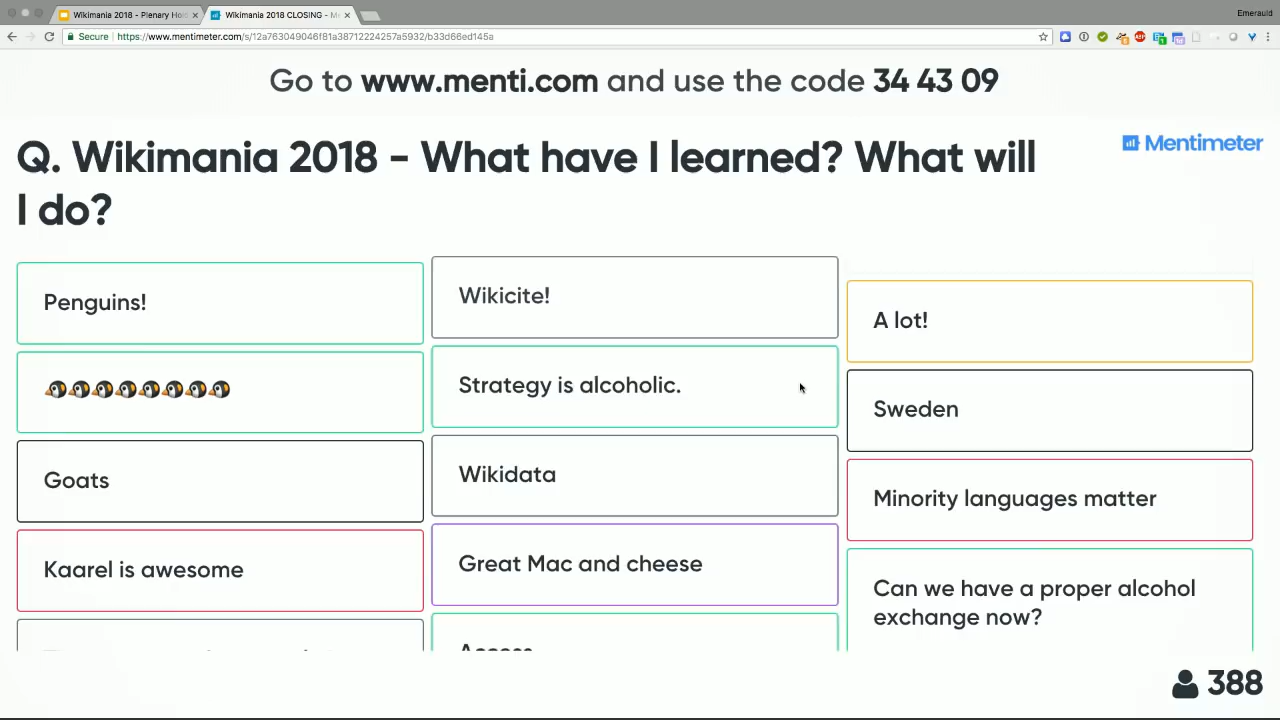 Wikimania 2018 - Plenary Hos
Wikimania 2018 CLOSING - Me
Emerauld
Secure
https://www.mentimeter.com/s/12a763049046f81a38712224257a5932/b33d66ed145a
Go to www.menti.com and use the code 34 43 09
Q. Wikimania 2018 - What have I learned? What will
I do?
Mentimeter
Penguins!
🐧🐧🐧🐧🐧🐧🐧🐧
Goats
Kaarel is awesome
Wikicite!
Strategy is alcoholic.
Wikidata
Great Mac and cheese
Access
A lot!
Sweden
Minority languages matter
Can we have a proper alcohol
exchange now?
388